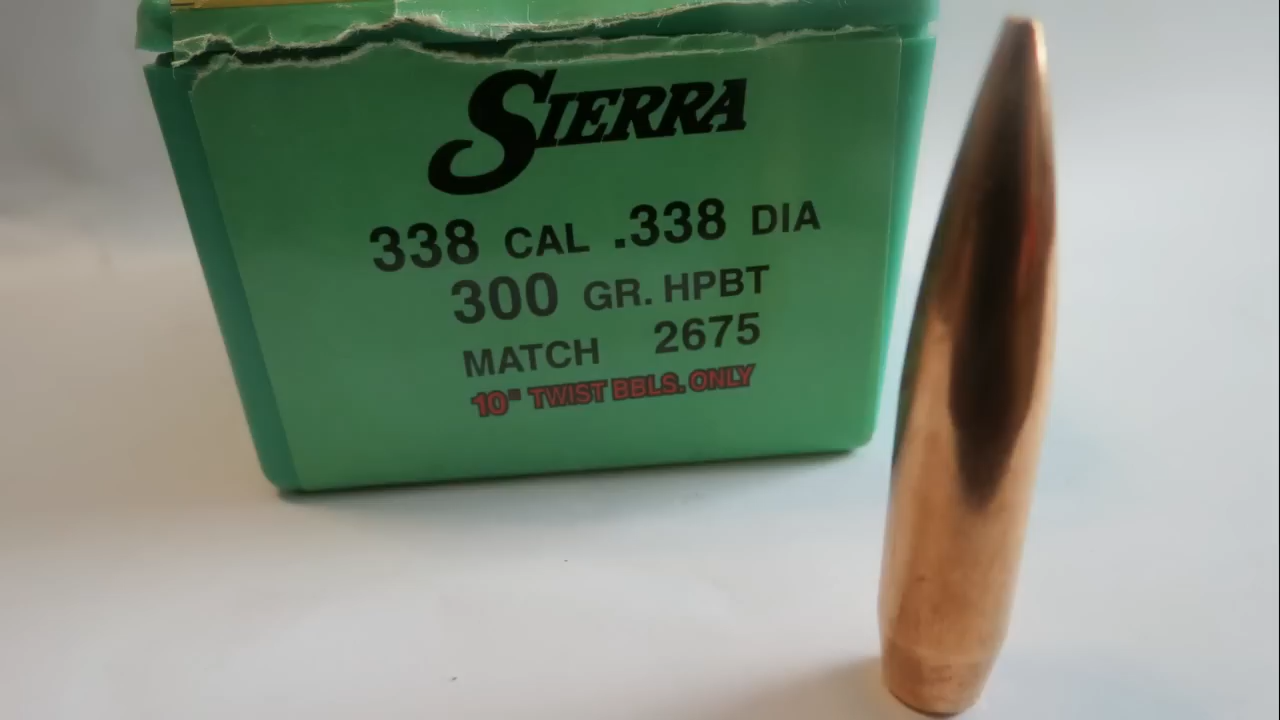 SIERRA
338 CAL .338 DIA
300 GR. HPBT
MATCH 2675
10" TWIST BBLS. ONLY